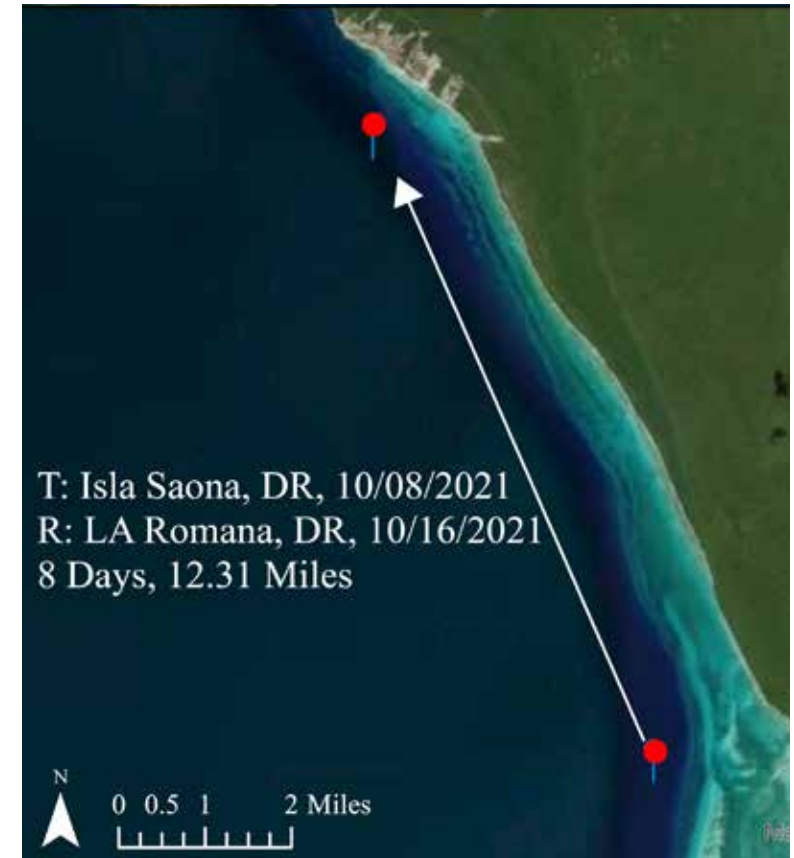 T: Isla Saona, DR, 10/08/2021
R: LA Romana, DR, 10/16/2021
8 Days, 12.31 Miles
N
0 0.5 1 2 Miles